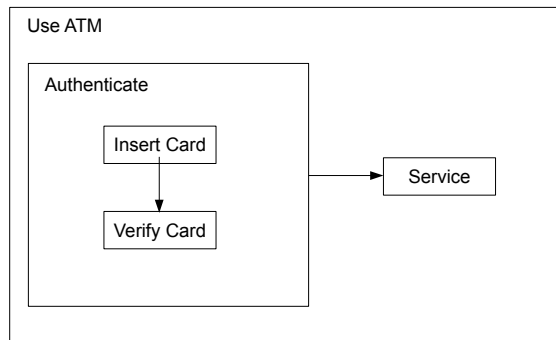 Use ATM
Authenticate
Insert Card
Verify Card
Service